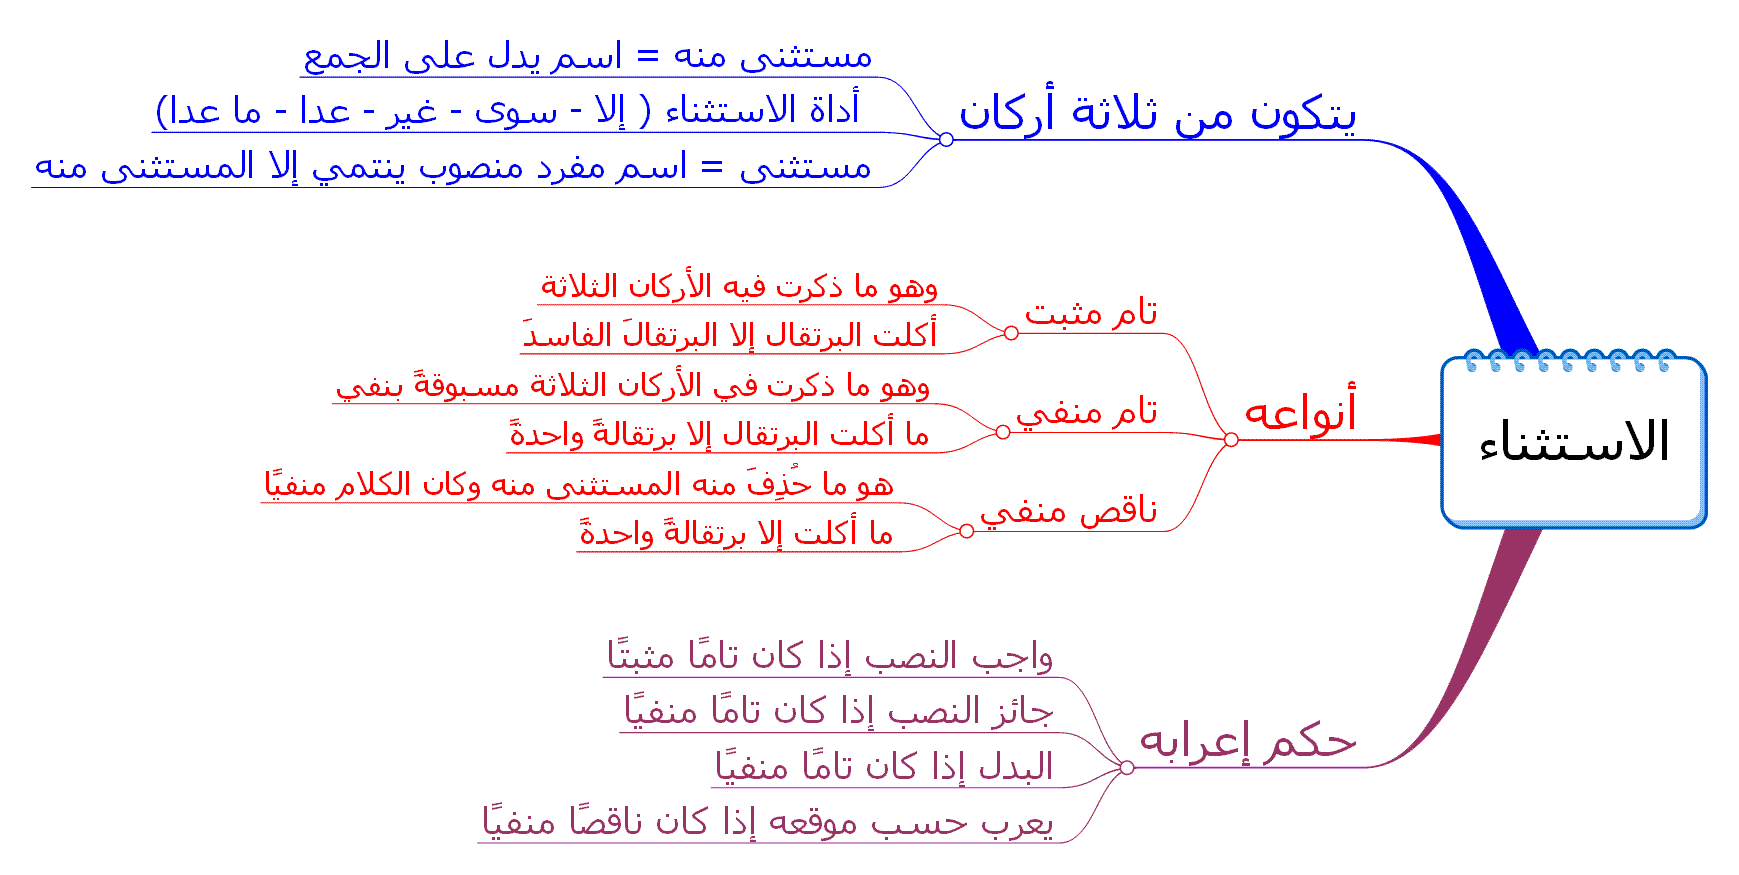 الاستثناء
يتكون من ثلاثة أركان
مستثنى منه = اسم يدل على الجمع
أداة الاستثناء ( إلا - سوى - غير - عدا - ما عدا)
مستثنى = اسم مفرد منصوب ينتمي إلا المستثنى منه
أنواعه
تام مثبت
وهو ما ذكرت فيه الأركان الثلاثة
أكلت البرتقال إلا البرتقالَ الفاسدَ
تام منفي
وهو ما ذكرت في الأركان الثلاثة مسبوقةً بنفي
ما أكلت البرتقال إلا برتقالةً واحدةً
ناقص منفي
هو ما حُذِفَ منه المستثنى منه وكان الكلام منفيًا
ما أكلت إلا برتقالةً واحدةً
حكم إعرابه
واجب النصب إذا كان تامًا مثبتًا
جائز النصب إذا كان تامًا منفيًا
البدل إذا كان تامًا منفيًا
يعرب حسب موقعه إذا كان ناقصًا منفيًا